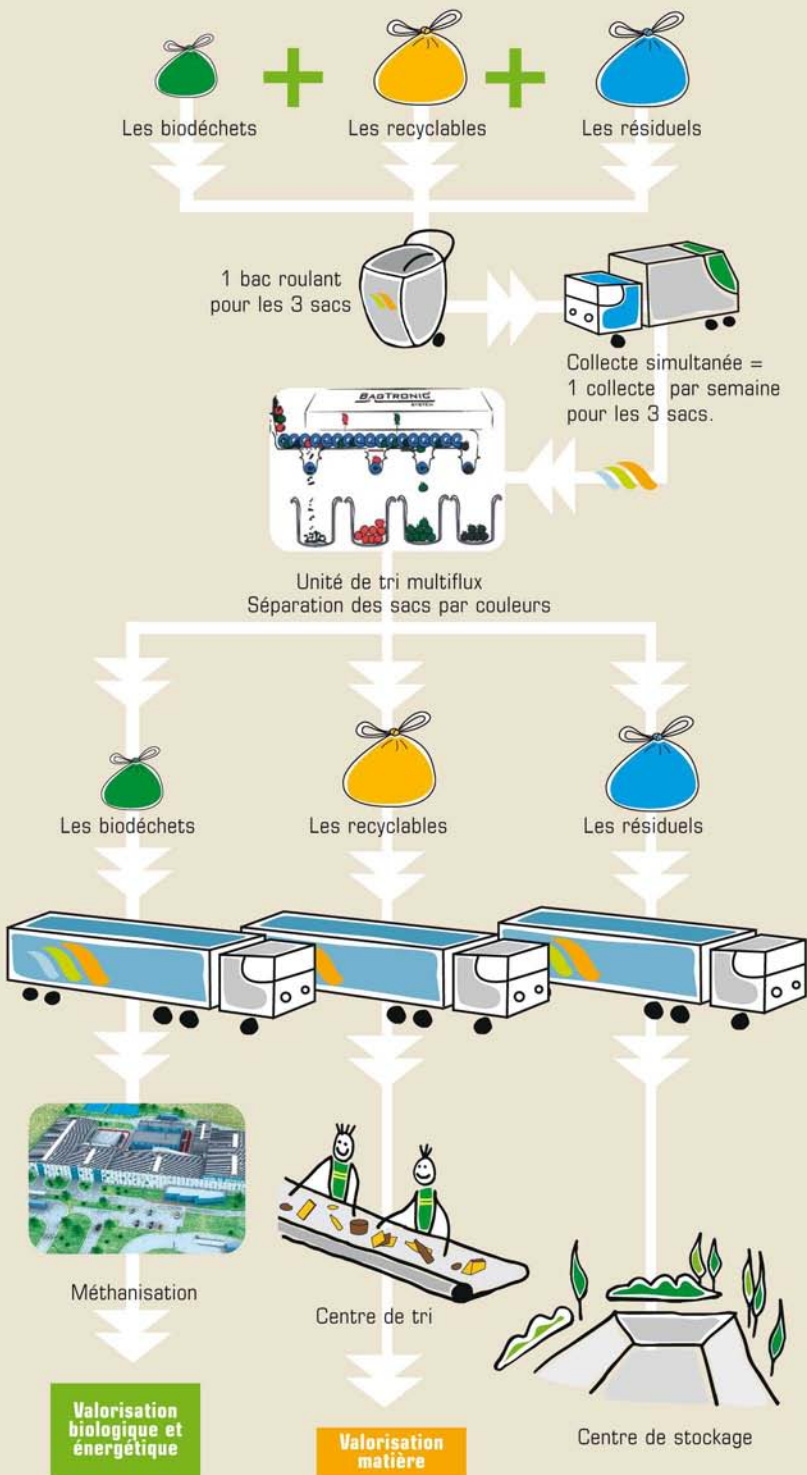 Les biodéchets
Les recyclables
Les résiduels
1 bac roulant
pour les 3 sacs
Collecte simultanée =
1 collecte par semaine
pour les 3 sacs.
BAGTRONIC
SYSTEM
Unité de tri multiflux
Séparation des sacs par couleurs
Les biodéchets
Les recyclables
Les résiduels
Méthanisation
Centre de tri
Centre de stockage
Valorisation
biologique et
énergétique
Valorisation
matière